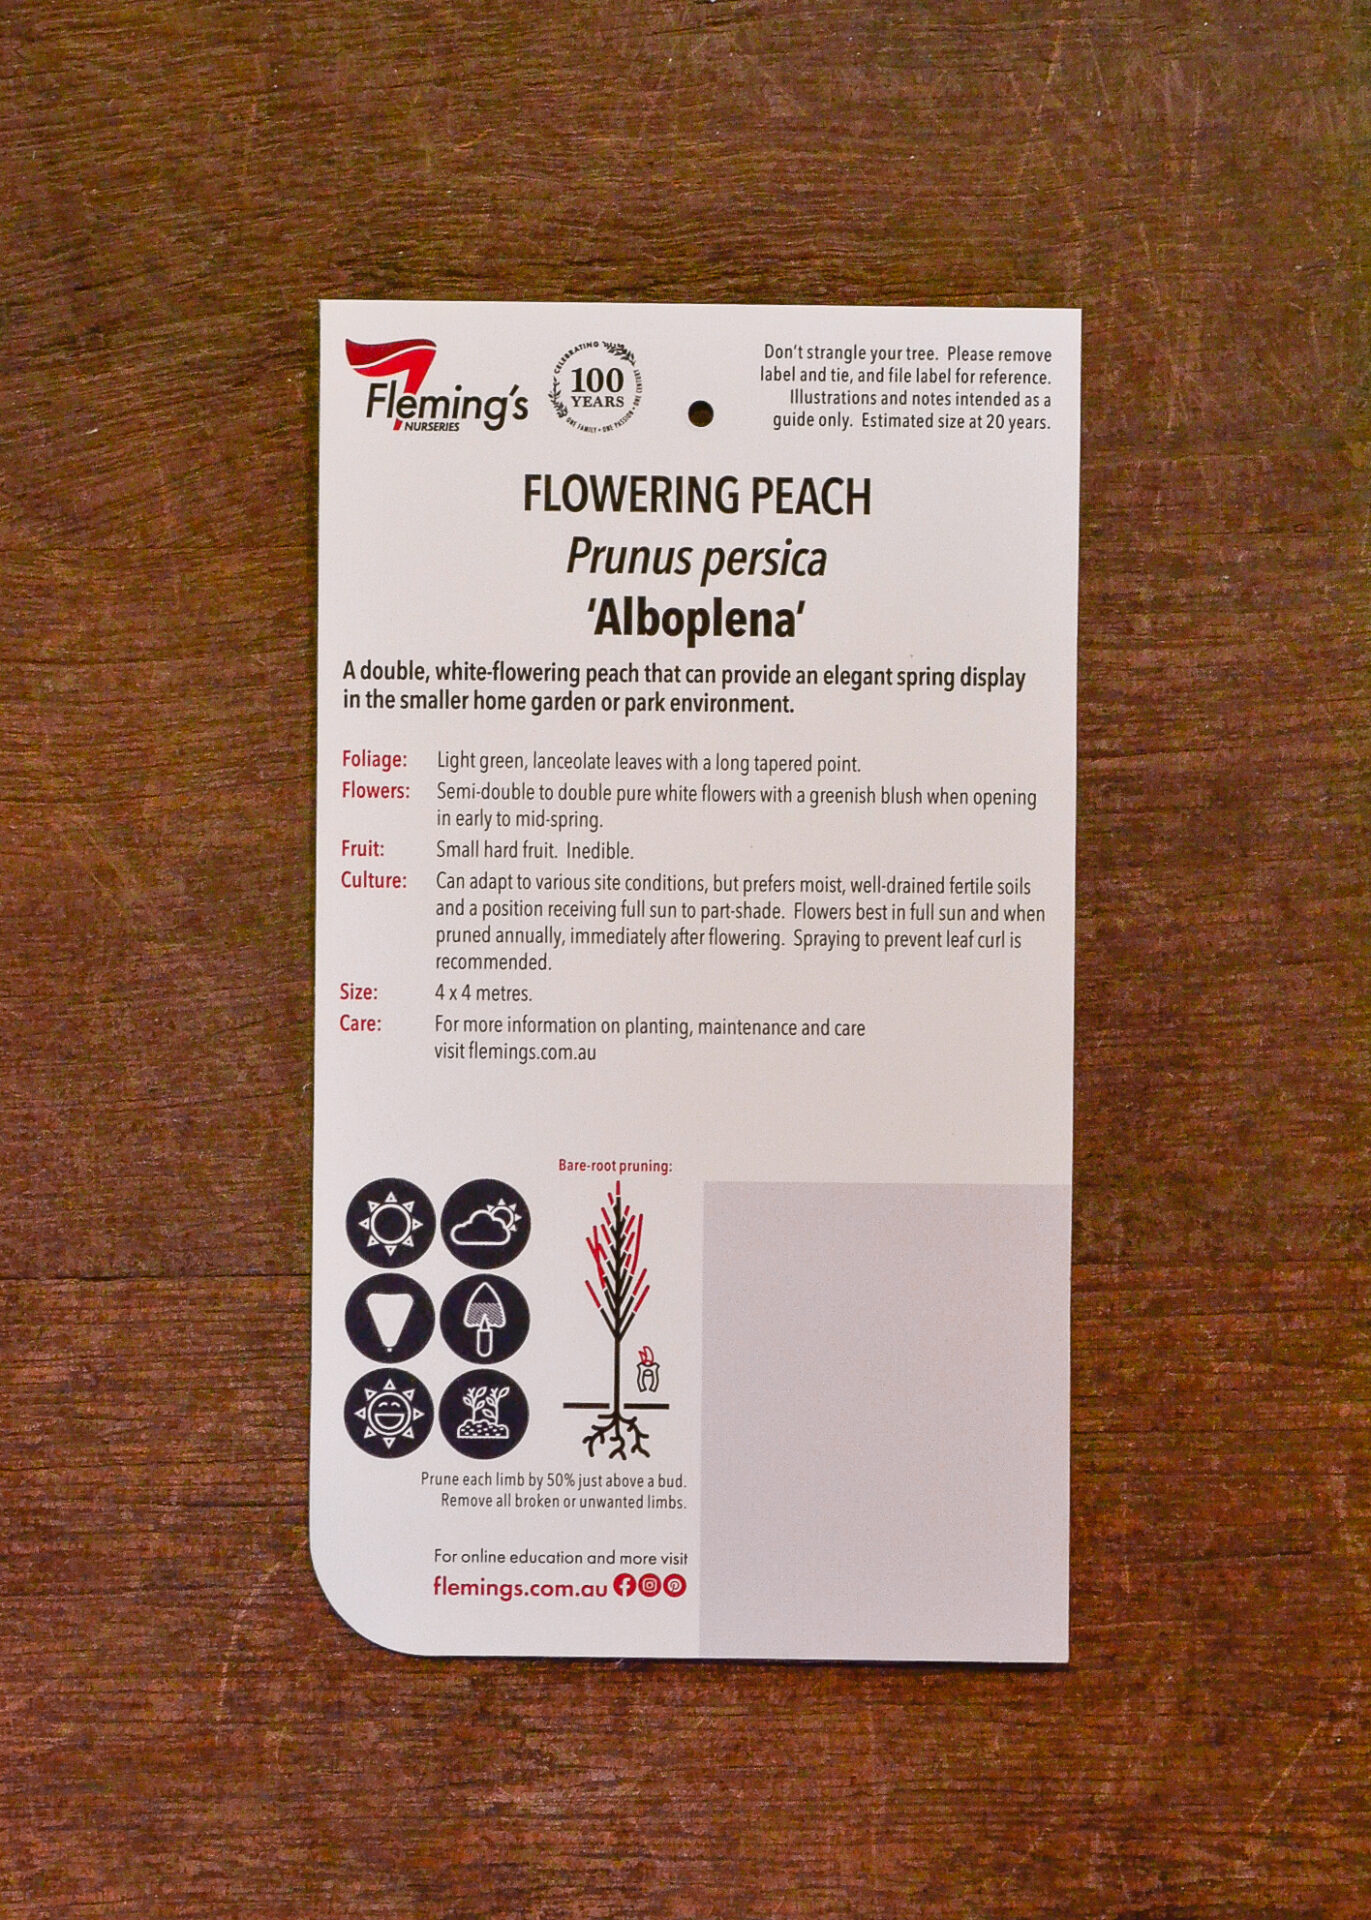 Fleming's
NURSERIES
CELEBRATING
100
YEARS
ONE FAMILY • ONE PASSION •
Don't strangle your tree. Please remove
label and tie, and file label for reference.
Illustrations and notes intended as a
guide only. Estimated size at 20 years.
FLOWERING PEACH
Prunus persica
'Alboplena'
A double, white-flowering peach that can provide an elegant spring display
in the smaller home garden or park environment.
Foliage: Light green, lanceolate leaves with a long tapered point.
Flowers: Semi-double to double pure white flowers with a greenish blush when opening
in early to mid-spring.
Fruit: Small hard fruit. Inedible.
Culture: Can adapt to various site conditions, but prefers moist, well-drained fertile soils
and a position receiving full sun to part-shade. Flowers best in full sun and when
pruned annually, immediately after flowering. Spraying to prevent leaf curl is
recommended.
Size: 4 x 4 metres.
Care: For more information on planting, maintenance and care
visit flemings.com.au
Bare-root pruning:
Prune each limb by 50% just above a bud.
Remove all broken or unwanted limbs.
For online education and more visit
flemings.com.au